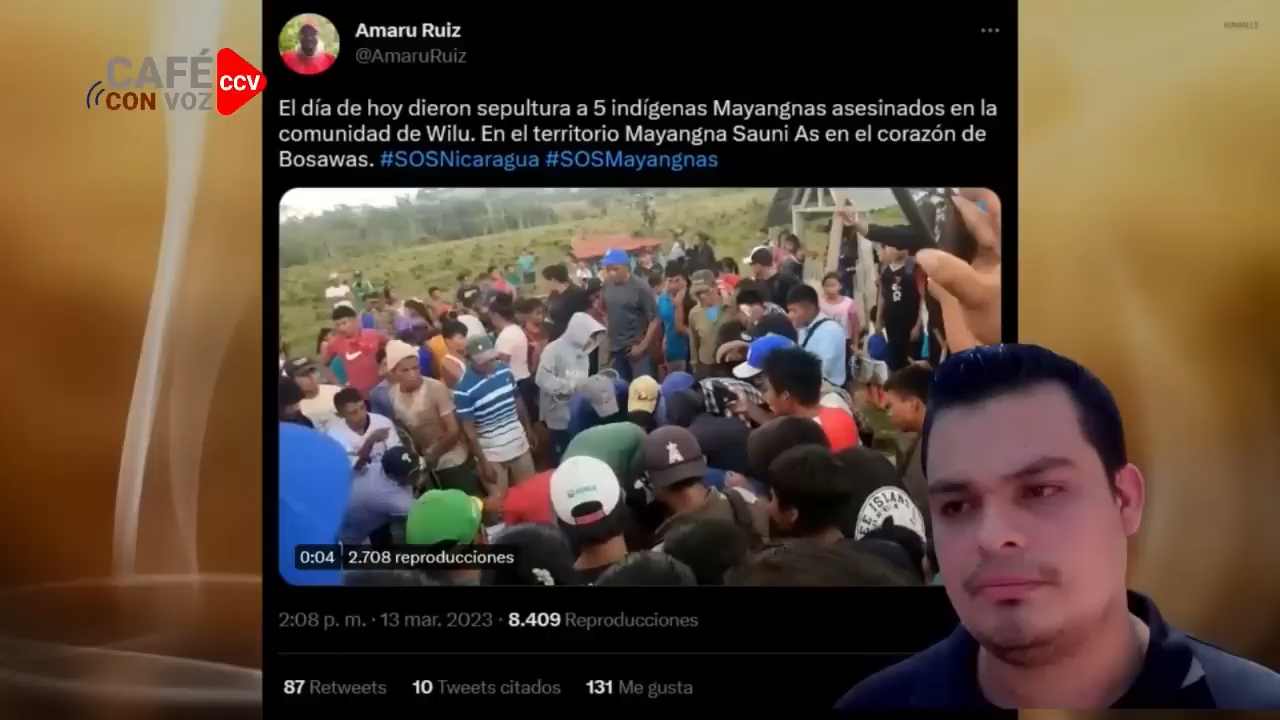 CAFÉ
CON VOZ
CCV
Amaru Ruiz
@AmaruRuiz
El día de hoy dieron sepultura a 5 indígenas Mayangnas asesinados en la
comunidad de Wilu. En el territorio Mayangna Sauni As en el corazón de
Bosawas. #SOSNicaragua #SOSMayangnas
A
0:04 2.708 reproducciones
2:08 p. m. · 13 mar. 2023 · 8.409 Reproducciones
87 Retweets 10 Tweets citados 131 Me gusta